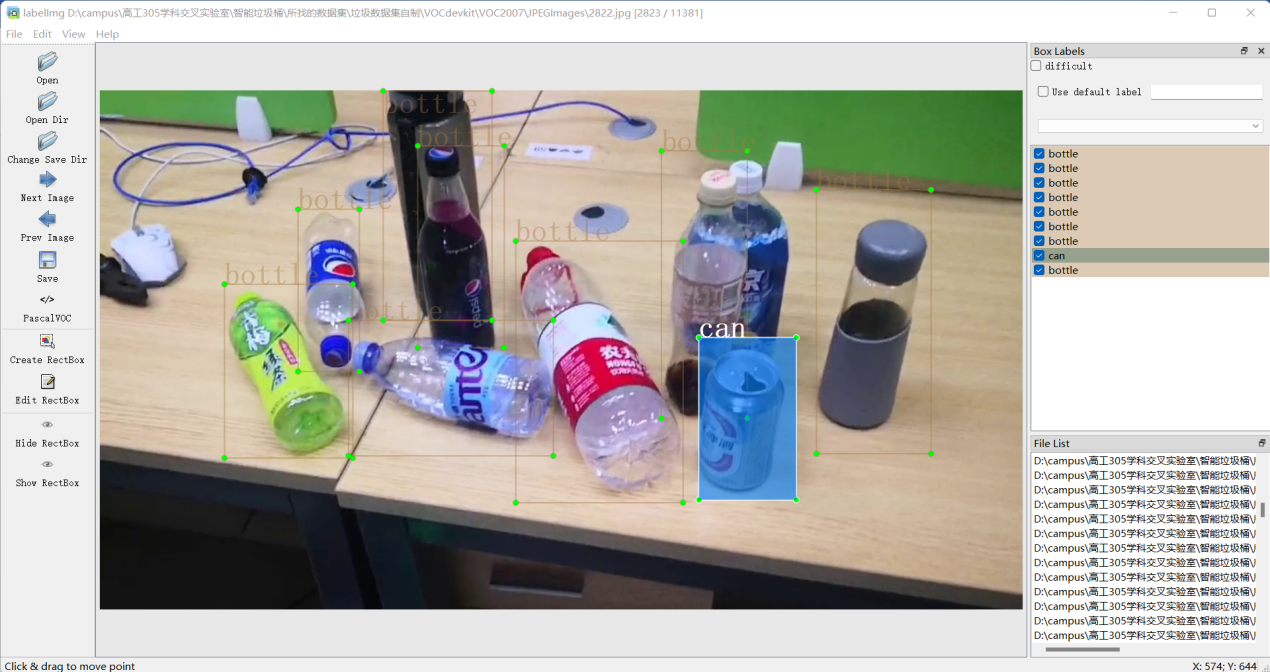 labelImg D:\campus\高工305学科交叉实验室\智能垃圾桶\所找的数据集\垃圾数据集自制\VOCdevkit\VOC2007\JPEGImages\2822.jpg [2823 / 11381]
File Edit View Help
Open
Open Dir
Change Save Dir
Next Image
Prev Image
Save
</>
PascalVOC
Create RectBox
Edit RectBox
Hide RectBox
Show RectBox
bottle
bottle
bottle
bottle
bottle
bottle
bottle
bottle
can
pepsi
绿茶
Box Labels
difficult
Use default label
bottle
bottle
bottle
bottle
bottle
bottle
bottle
can
bottle
File List
D:\campus\高工305学科交叉实验室\智能垃圾桶\
D:\campus\高工305学科交叉实验室\智能垃圾桶\
D:\campus\高工305学科交叉实验室\智能垃圾桶\
D:\campus\高工305学科交叉实验室\智能垃圾桶\
D:\campus\高工305学科交叉实验室\智能垃圾桶\
D:\campus\高工305学科交叉实验室\智能垃圾桶\
D:\campus\高工305学科交叉实验室\智能垃圾桶\
D:\campus\高工305学科交叉实验室\智能垃圾桶\
D:\campus\高工305学科交叉实验室\智能垃圾桶\
D:\campus\高工305学科交叉实验室\智能垃圾桶\
D:\campus\高工305学科交叉实验室\智能垃圾桶\
D:\campus\高工305学科交叉实验室\智能垃圾桶\
D:\campus\高工305学科交叉实验室\智能垃圾桶\
Click & drag to move point
X: 574; Y: 644